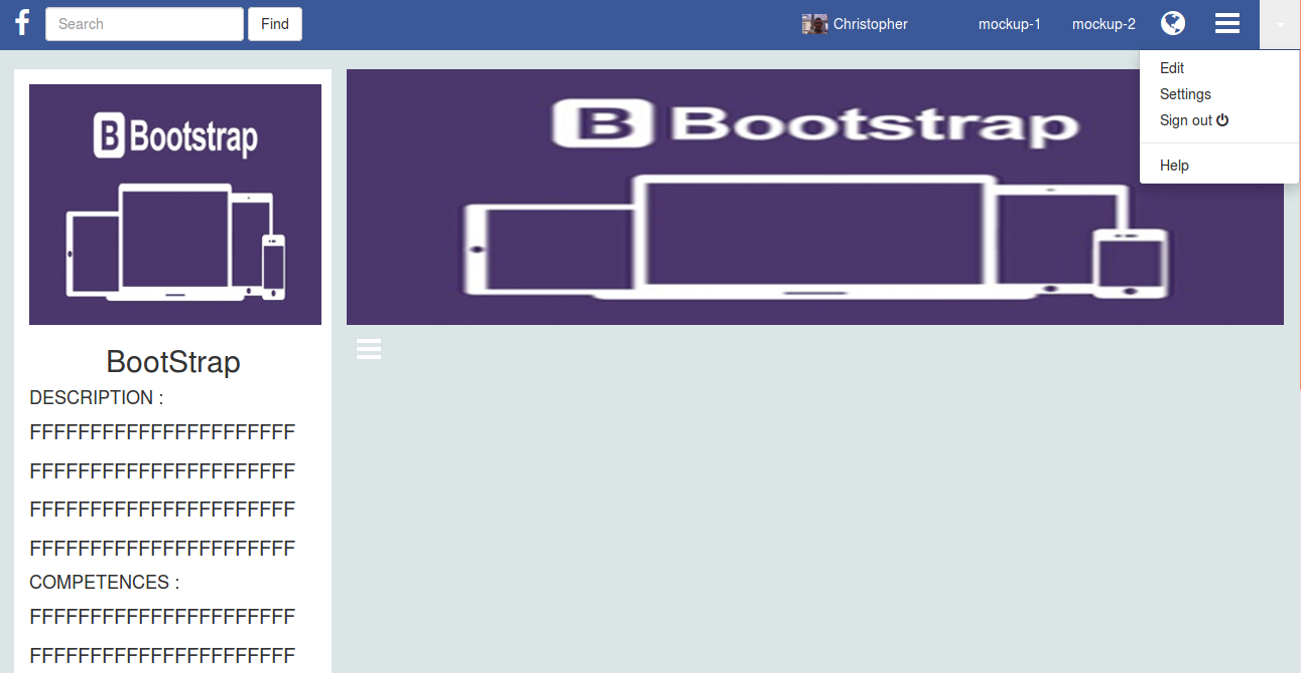 Search Find Christopher mockup-1 mockup-2
Edit
Settings
Sign out
Help
B Bootstrap
B Bootstrap
BootStrap
DESCRIPTION :
FFFFFFFFFFFFFFFFFFFFFF
FFFFFFFFFFFFFFFFFFFFFF
FFFFFFFFFFFFFFFFFFFFFF
FFFFFFFFFFFFFFFFFFFFFF
COMPETENCES :
FFFFFFFFFFFFFFFFFFFFFF
FFFFFFFFFFFFFFFFFFFFFF